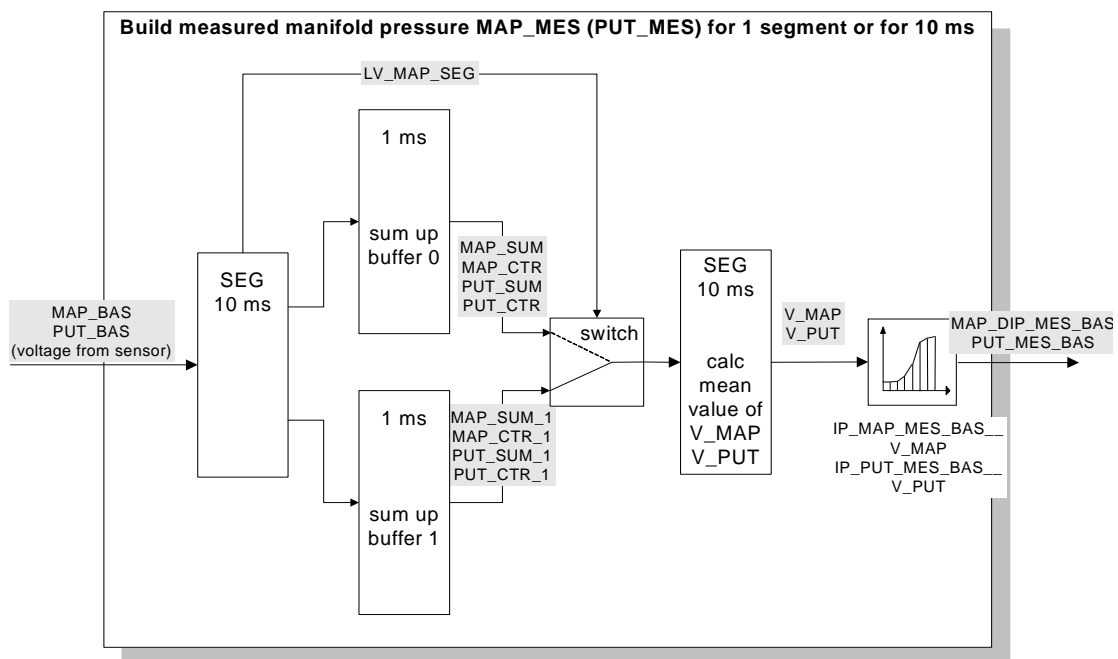 Build measured manifold pressure MAP_MES (PUT_MES) for 1 segment or for 10 ms
LV_MAP_SEG
1 ms
sum up
buffer 0
MAP_SUM
MAP_CTR
PUT_SUM
PUT_CTR
SEG
10 ms
MAP_BAS
PUT_BAS
(voltage from sensor)
switch
SEG
10 ms
calc
mean
value of
V_MAP
V_PUT
V_MAP
V_PUT
MAP_DIP_MES_BAS
PUT_MES_BAS
1 ms
sum up
buffer 1
MAP_SUM_1
MAP_CTR_1
PUT_SUM_1
PUT_CTR_1
IP_MAP_MES_BAS__
V_MAP
IP_PUT_MES_BAS__
V_PUT